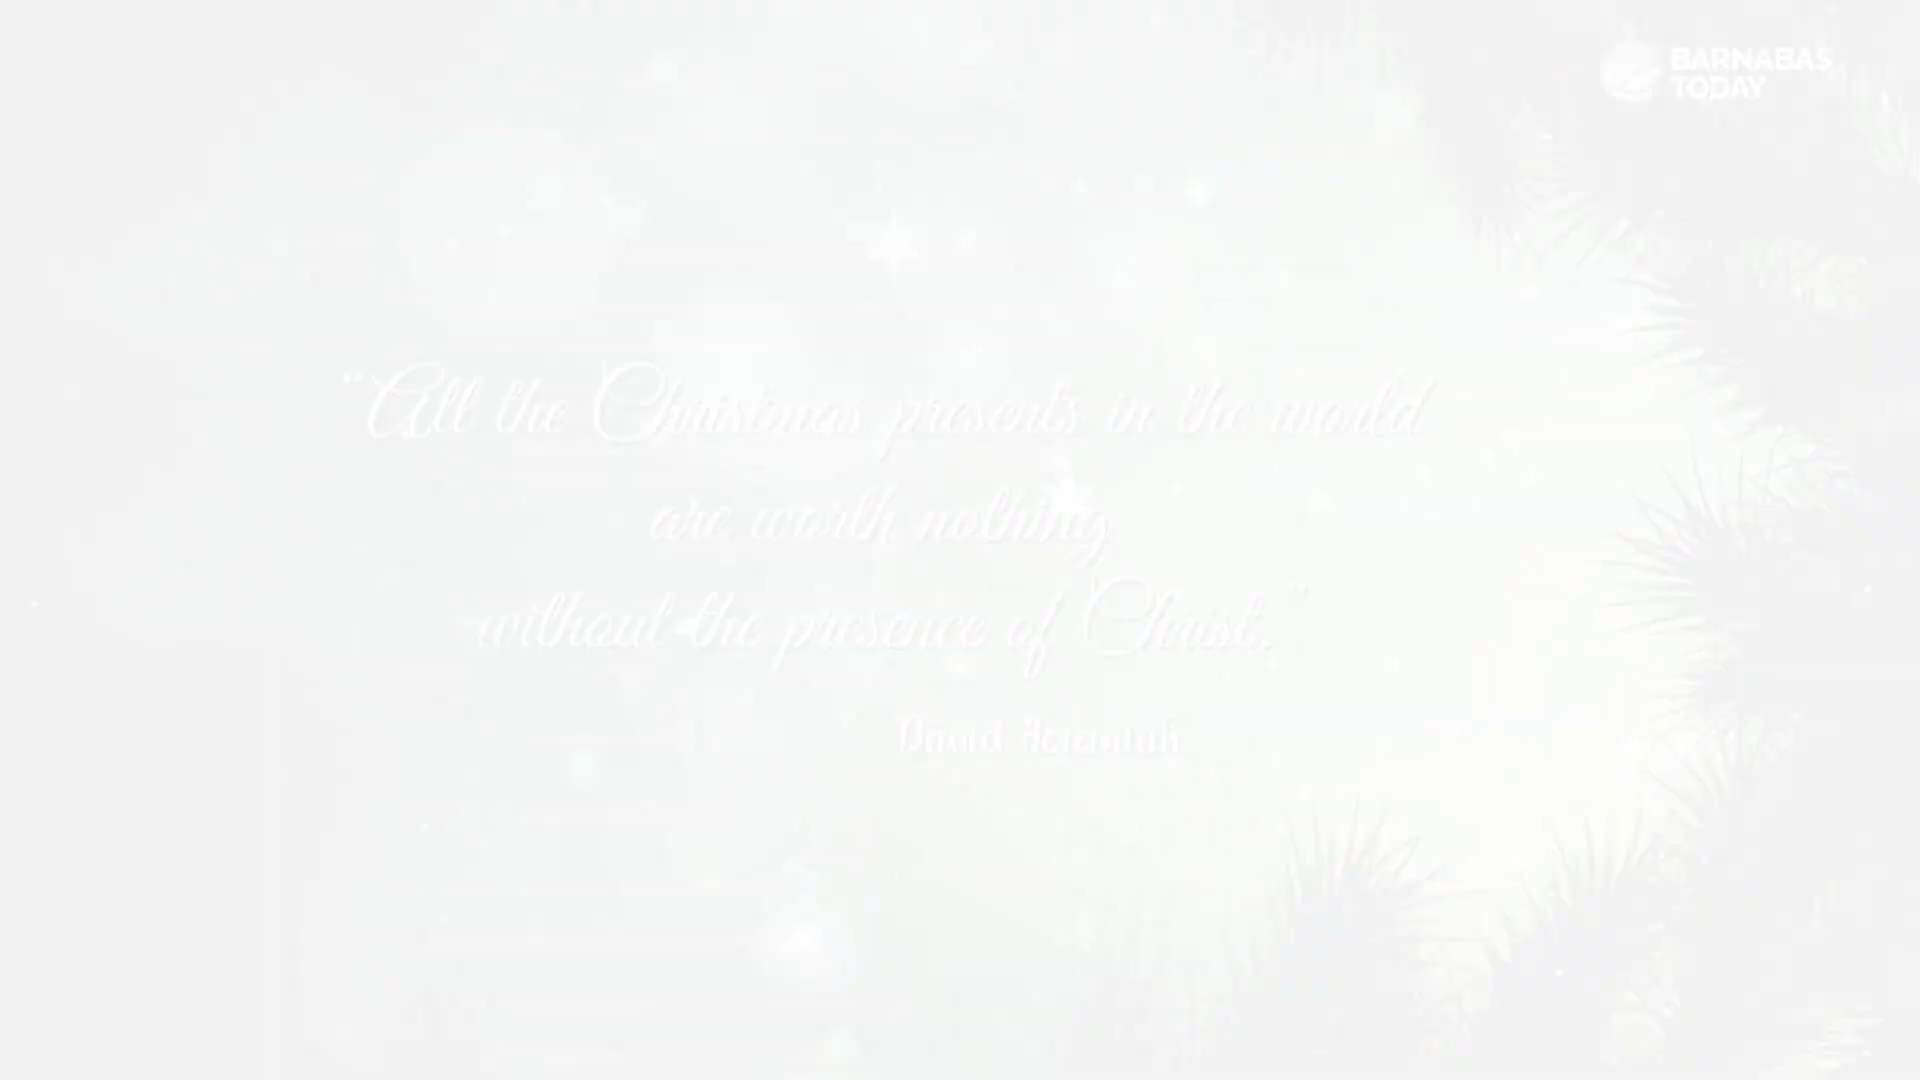 BARNABAS
TODAY
“All the Christmas presents in the world
are worth nothing
without the presence of Christ.”
David Jeremiah